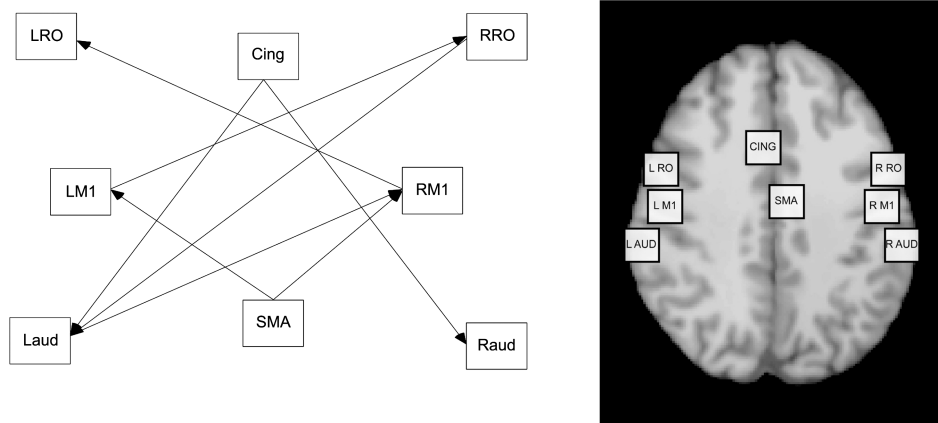 LRO
Cing
RRO
LM1
RM1
Laud
SMA
Raud
CING
L RO
R RO
SMA
L M1
R M1
L AUD
R AUD